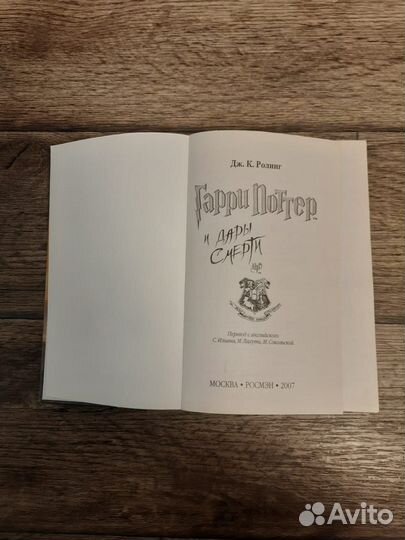 Дж. К. Ролинг
Гарри Поттер
и дары
смерти
Перевод с английского
С. Ильина, М. Лахути, М. Сокольской
МОСКВА • РОСМЭН • 2007
Avito